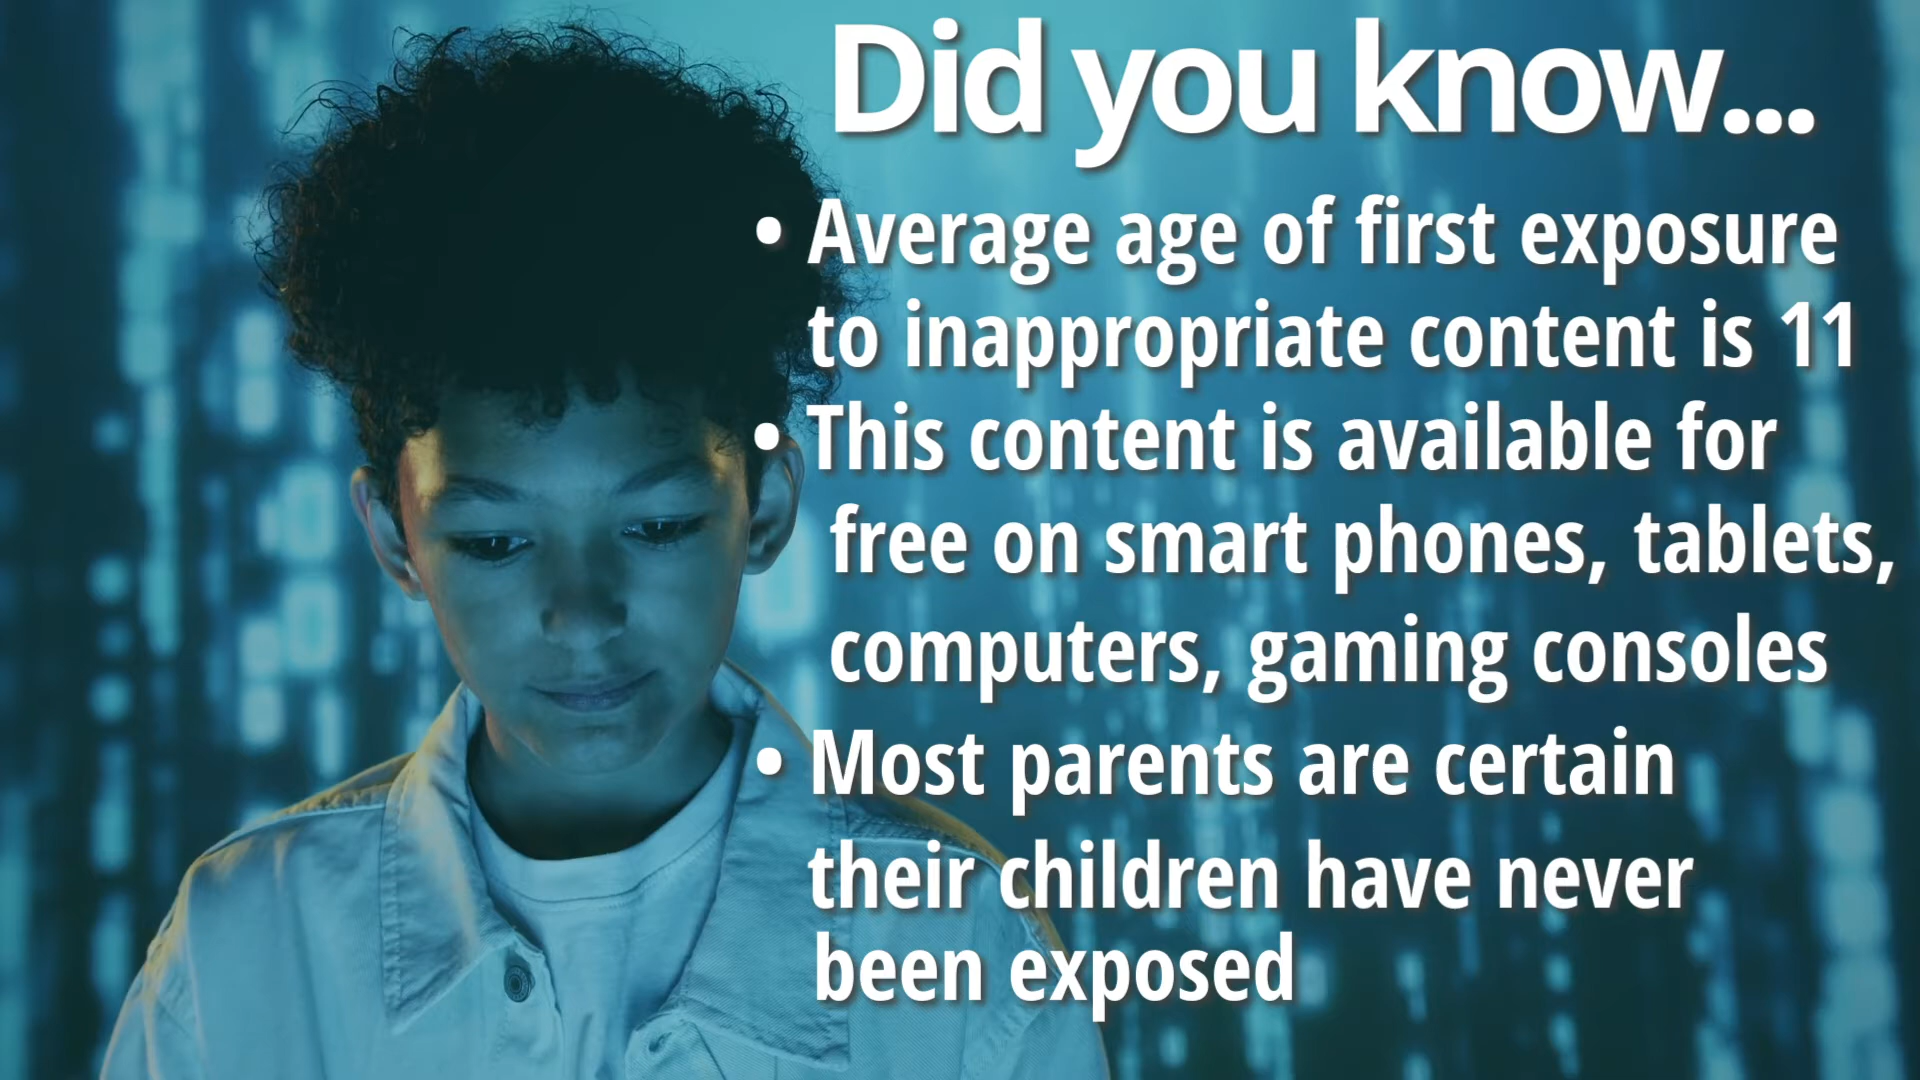 Did you know...
• Average age of first exposure
to inappropriate content is 11
• This content is available for
free on smart phones, tablets,
computers, gaming consoles
• Most parents are certain
their children have never
been exposed